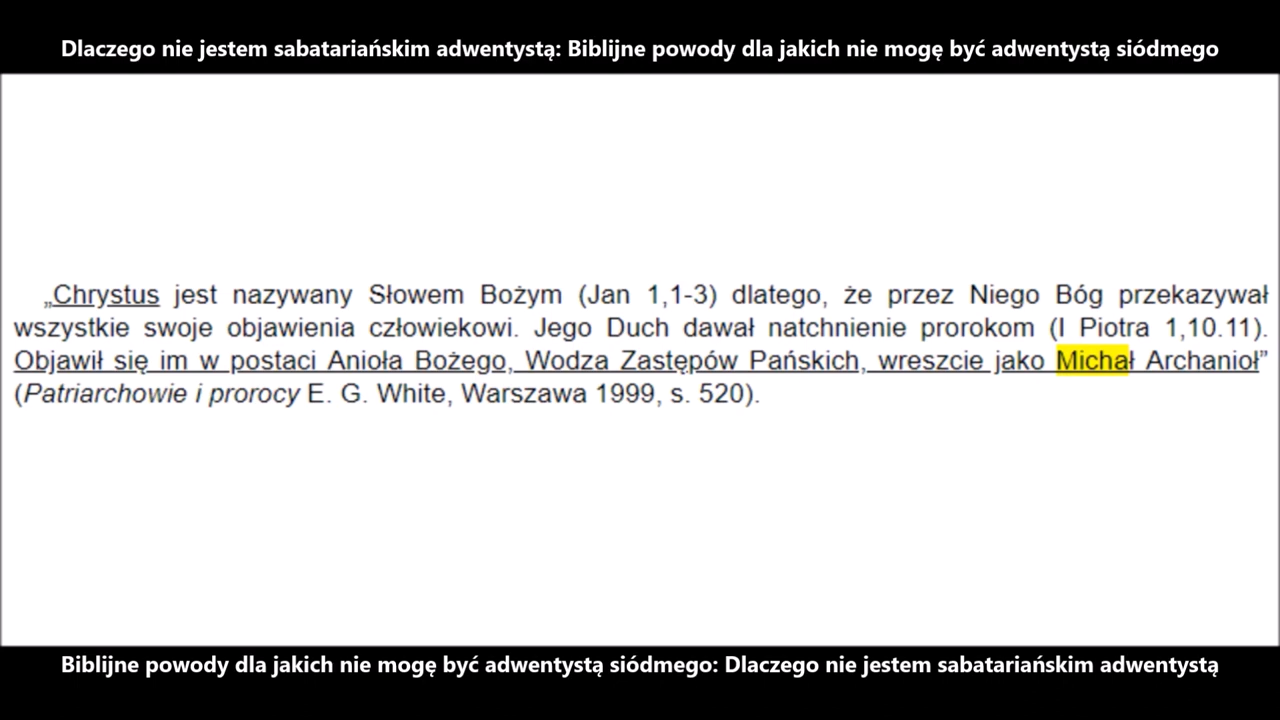 Dlaczego nie jestem sabatariańskim adwentystą: Biblijne powody dla jakich nie mogę być adwentystą siódmego
„Chrystus jest nazywany Słowem Bożym (Jan 1,1-3) dlatego, że przez Niego Bóg przekazywał
wszystkie swoje objawienia człowiekowi. Jego Duch dawał natchnienie prorokom (I Piotra 1,10.11).
Objawił się im w postaci Anioła Bożego, Wodza Zastępów Pańskich, wreszcie jako Michał Archanioł”
(Patriarchowie i prorocy E. G. White, Warszawa 1999, s. 520).
Biblijne powody dla jakich nie mogę być adwentystą siódmego: Dlaczego nie jestem sabatariańskim adwentystą